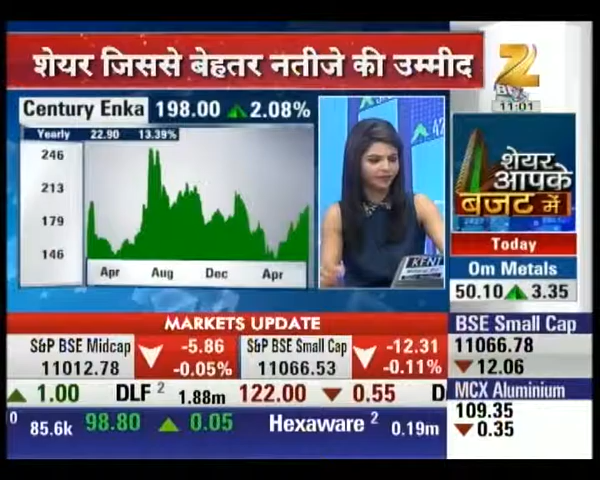 शेयर जिससे बेहतर नतीजे की उम्मीद
Century Enka 198.00 2.08%
Yearly 22.90 13.39%
246
213
179
146
Apr Aug Dec Apr
KENT
11:01
शेयर
आपके
बजट में
Today
Om Metals
50.10 3.35
MARKETS UPDATE
S&P BSE Midcap -5.86
11012.78 -0.05%
S&P BSE Small Cap -12.31
11066.53 -0.11%
BSE Small Cap
11066.78
12.06
MCX Aluminium
109.35
0.35
1.00 DLF 2 1.88m 122.00 0.55 D
0 85.6k 98.80 0.05 Hexaware 2 0.19m